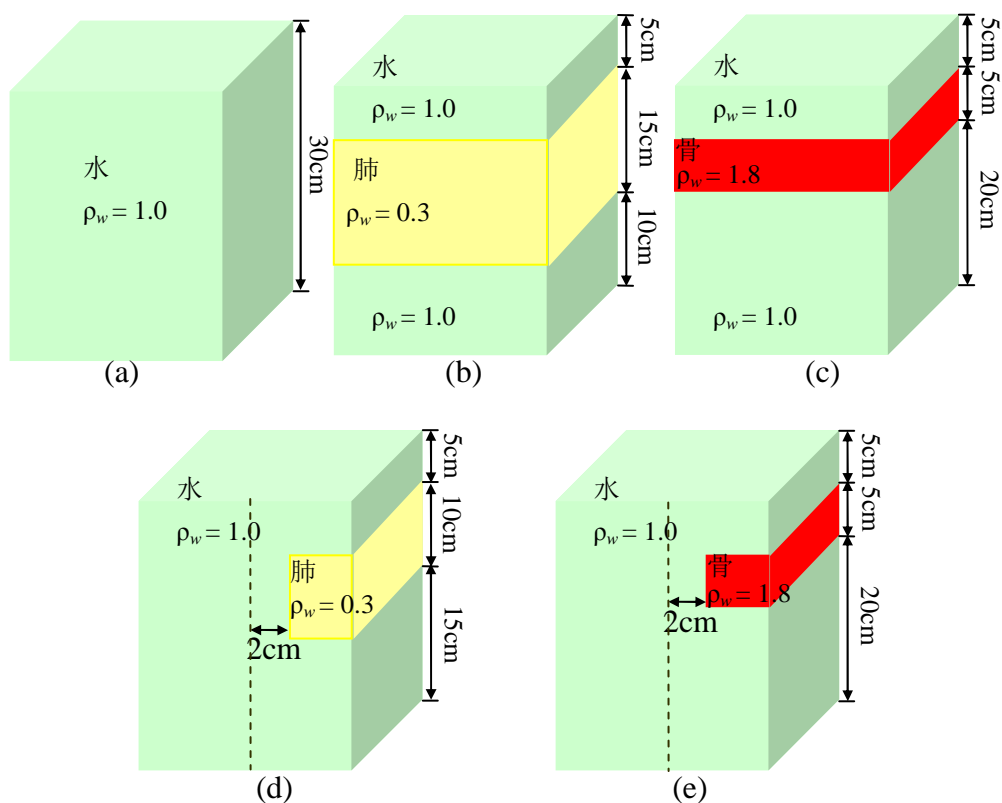 水
ρw = 1.0
30cm
(a)
水
ρw = 1.0
肺
ρw = 0.3
ρw = 1.0
5cm
15cm
10cm
(b)
水
ρw = 1.0
骨
ρw = 1.8
ρw = 1.0
5cm
5cm
20cm
(c)
水
ρw = 1.0
肺
ρw = 0.3
2cm
5cm
10cm
15cm
(d)
水
ρw = 1.0
骨
ρw = 1.8
2cm
5cm
5cm
20cm
(e)